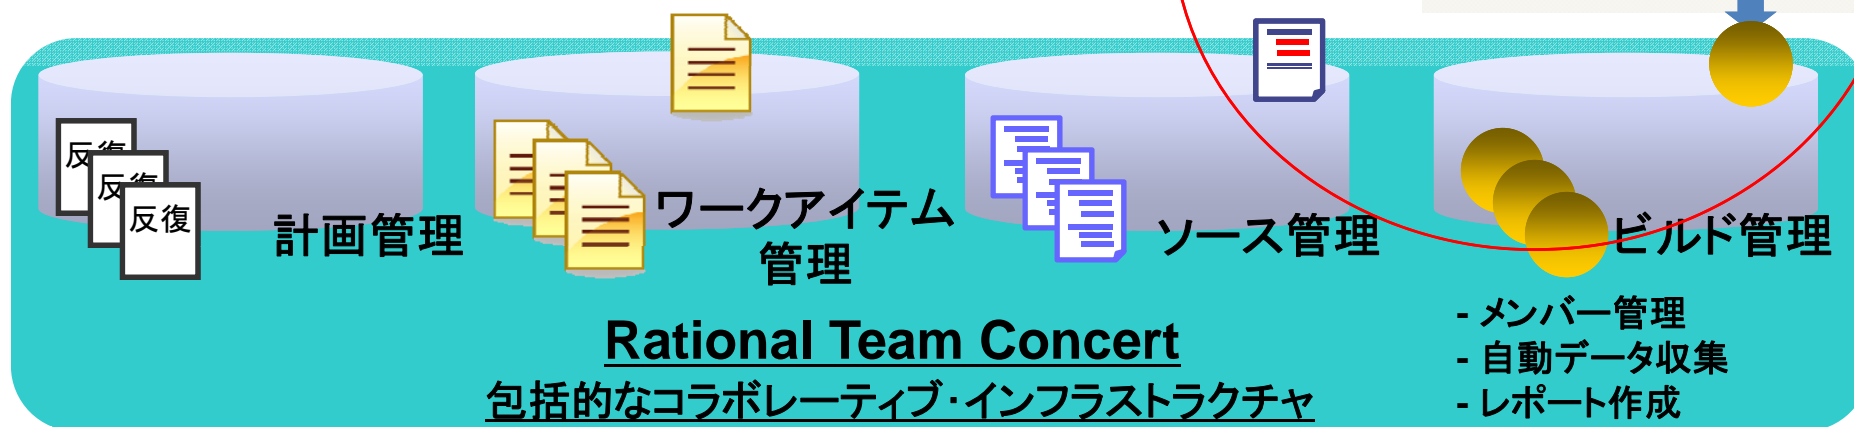 反復
反復
反復
計画管理
ワークアイテム
管理
ソース管理
ビルド管理
Rational Team Concert
包括的なコラボレーティブ・インフラストラクチャ
- メンバー管理
- 自動データ収集
- レポート作成